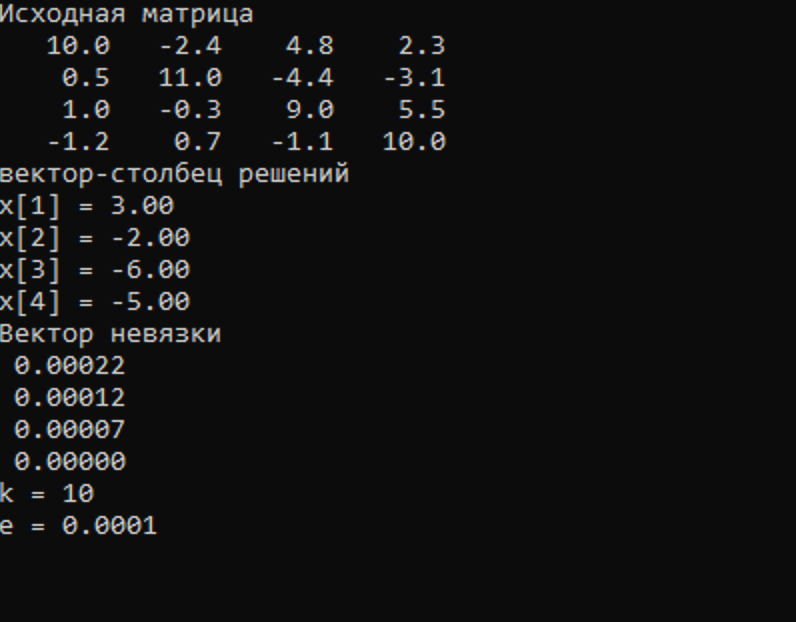 Исходная матрица
10.0 -2.4 4.8 2.3
0.5 11.0 -4.4 -3.1
1.0 -0.3 9.0 5.5
-1.2 0.7 -1.1 10.0
вектор-столбец решений
x[1] = 3.00
x[2] = -2.00
x[3] = -6.00
x[4] = -5.00
Вектор невязки
0.00022
0.00012
0.00007
0.00000
k = 10
e = 0.0001